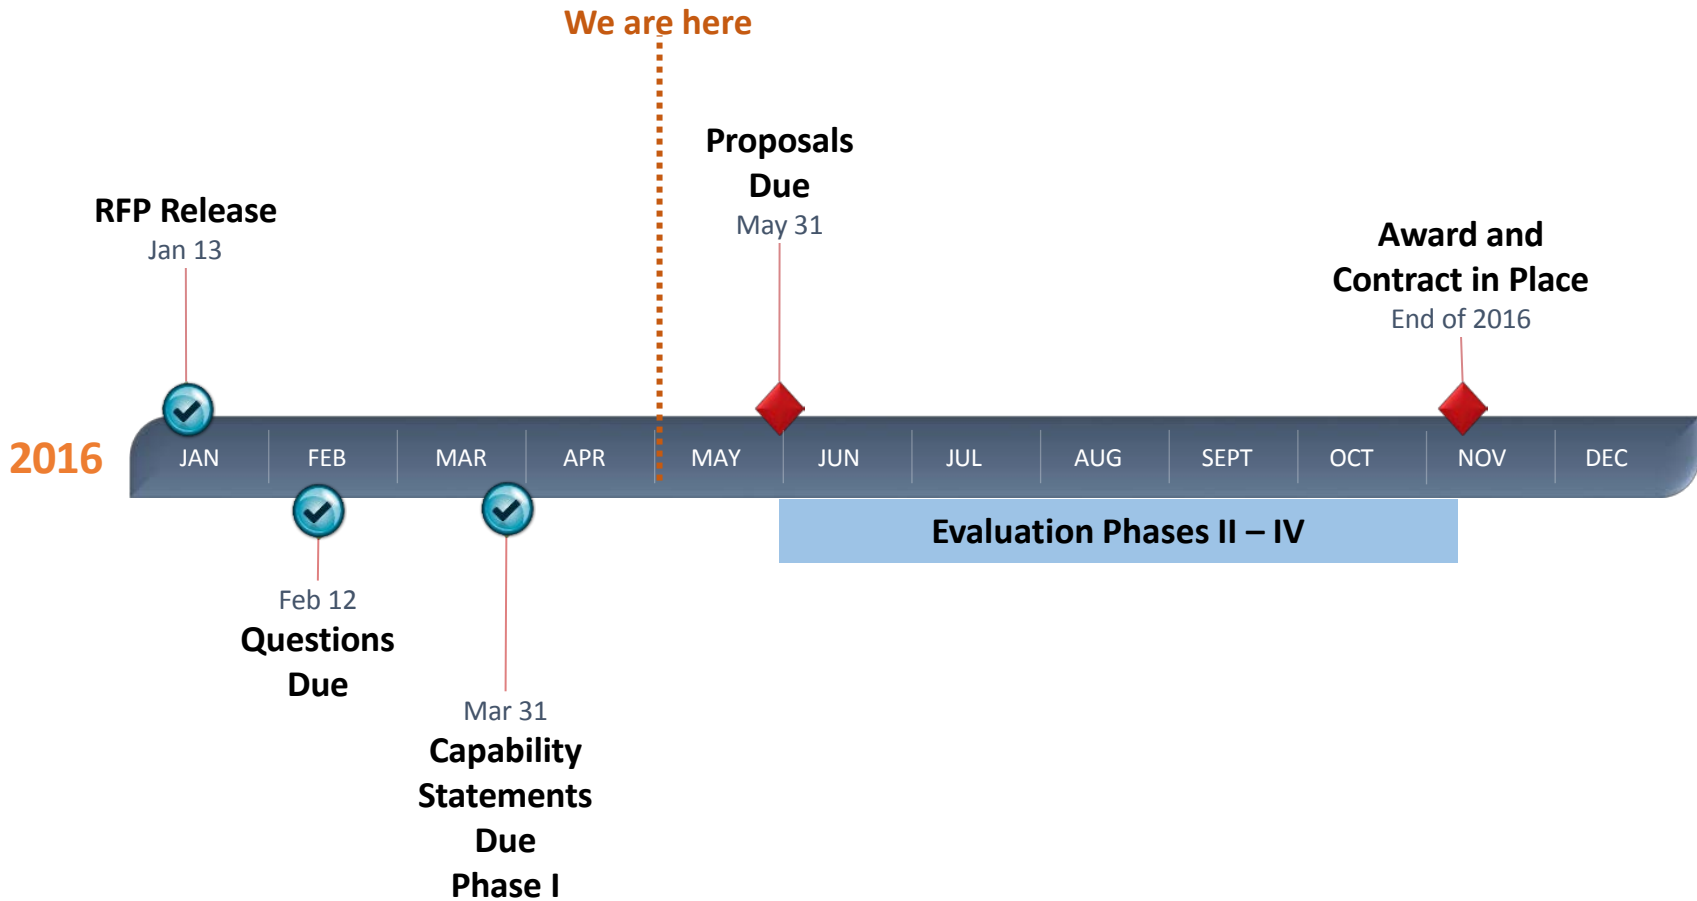 We are here
Proposals
Due
May 31
RFP Release
Jan 13
Award and
Contract in Place
End of 2016
2016
JAN
FEB
MAR
APR
MAY
JUN
JUL
AUG
SEPT
OCT
NOV
DEC
Evaluation Phases II – IV
Feb 12
Questions
Due
Mar 31
Capability
Statements
Due
Phase I